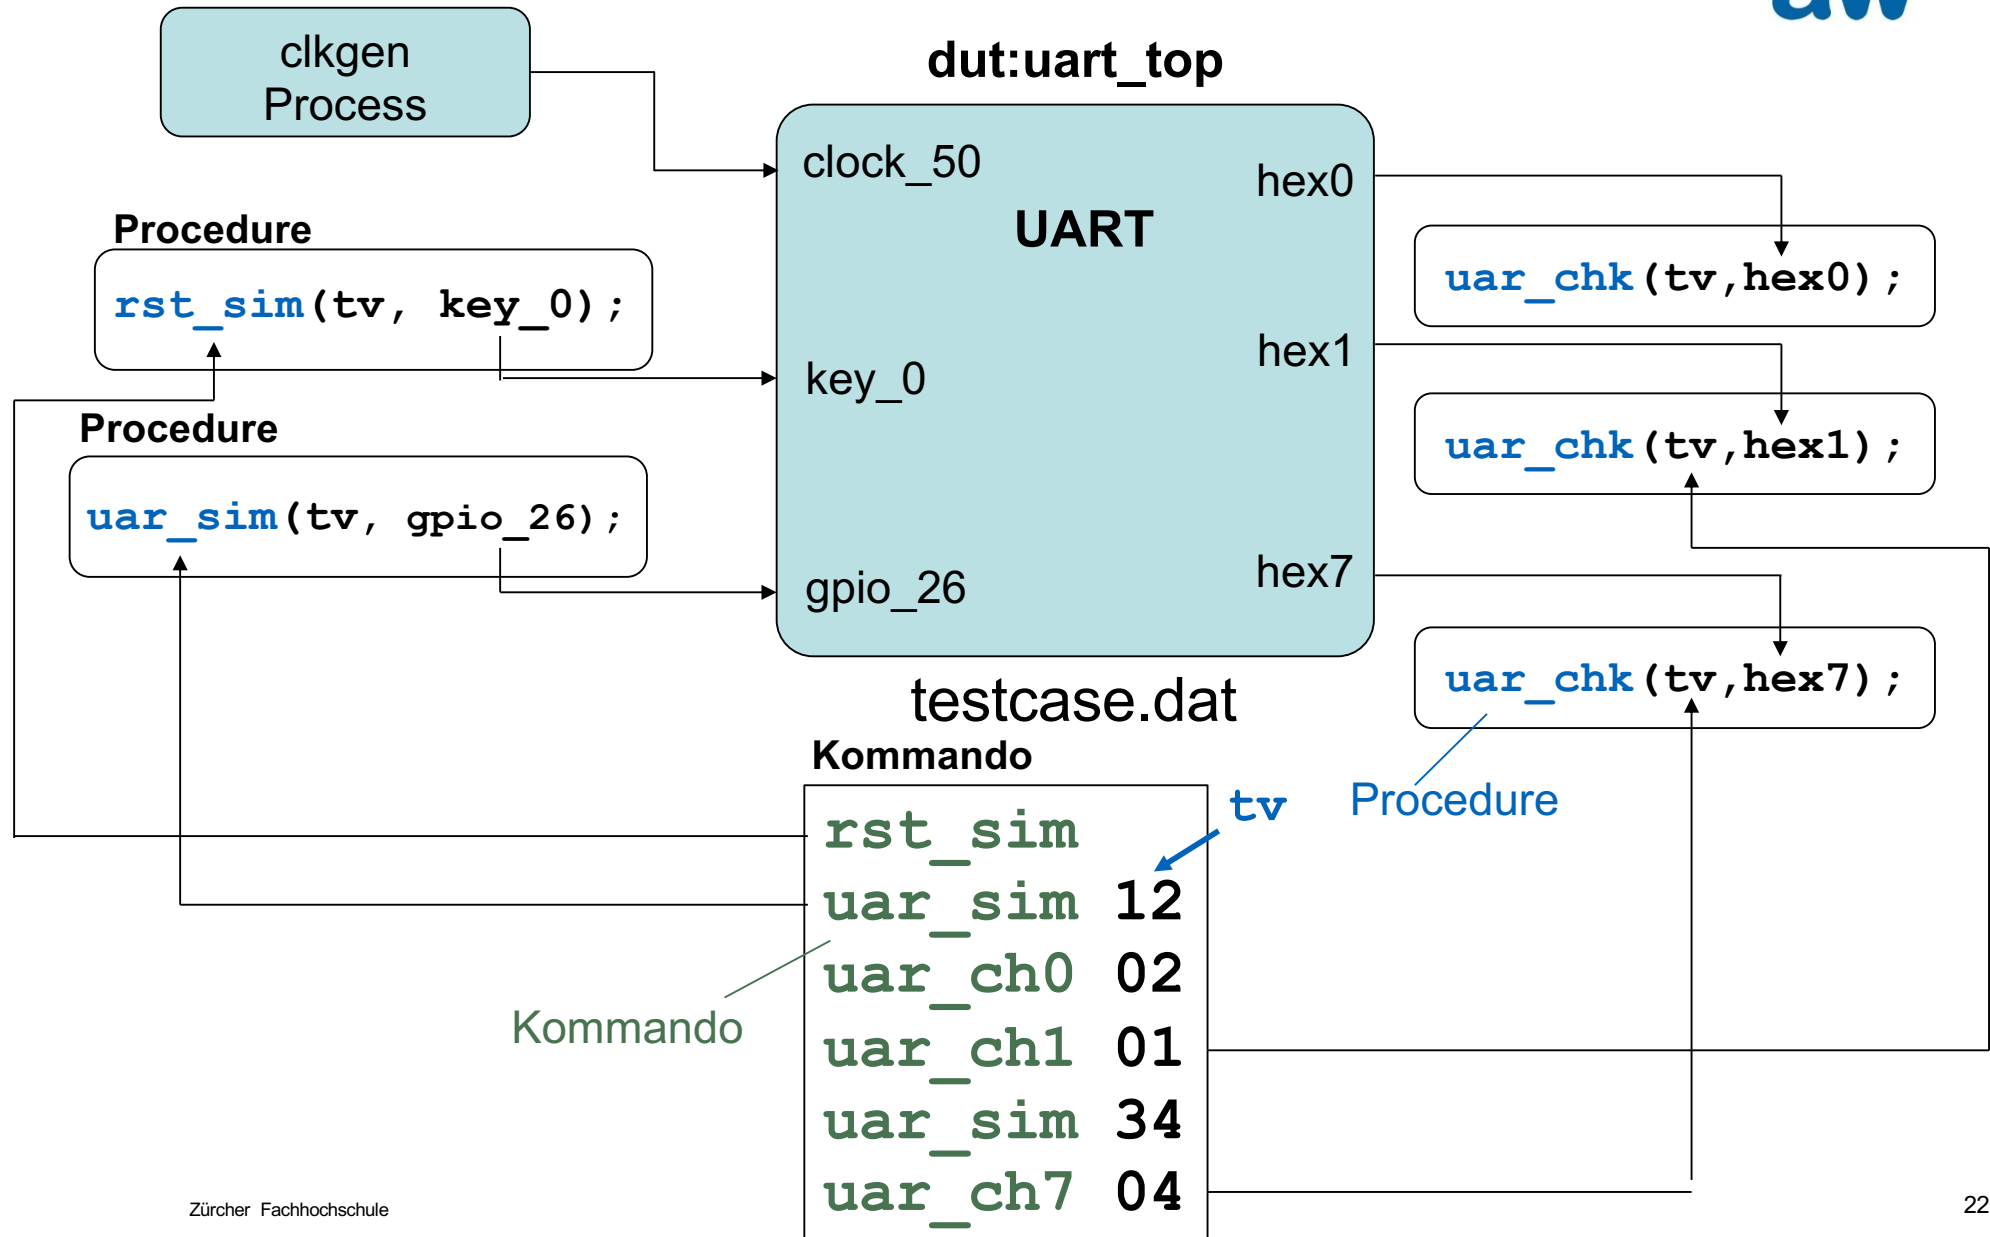 aw
clkgen
Process
dut:uart_top
clock_50
hex0
UART
Procedure
rst_sim(tv, key_0);
uar_chk(tv,hex0);
key_0
hex1
Procedure
uar_sim(tv, gpio_26);
uar_chk(tv,hex1);
gpio_26
hex7
uar_chk(tv,hex7);
testcase.dat
Kommando
tv
Procedure
rst_sim
uar_sim 12
uar_ch0 02
Kommando
uar_ch1 01
uar_sim 34
uar_ch7 04
Zürcher Fachhochschule
22